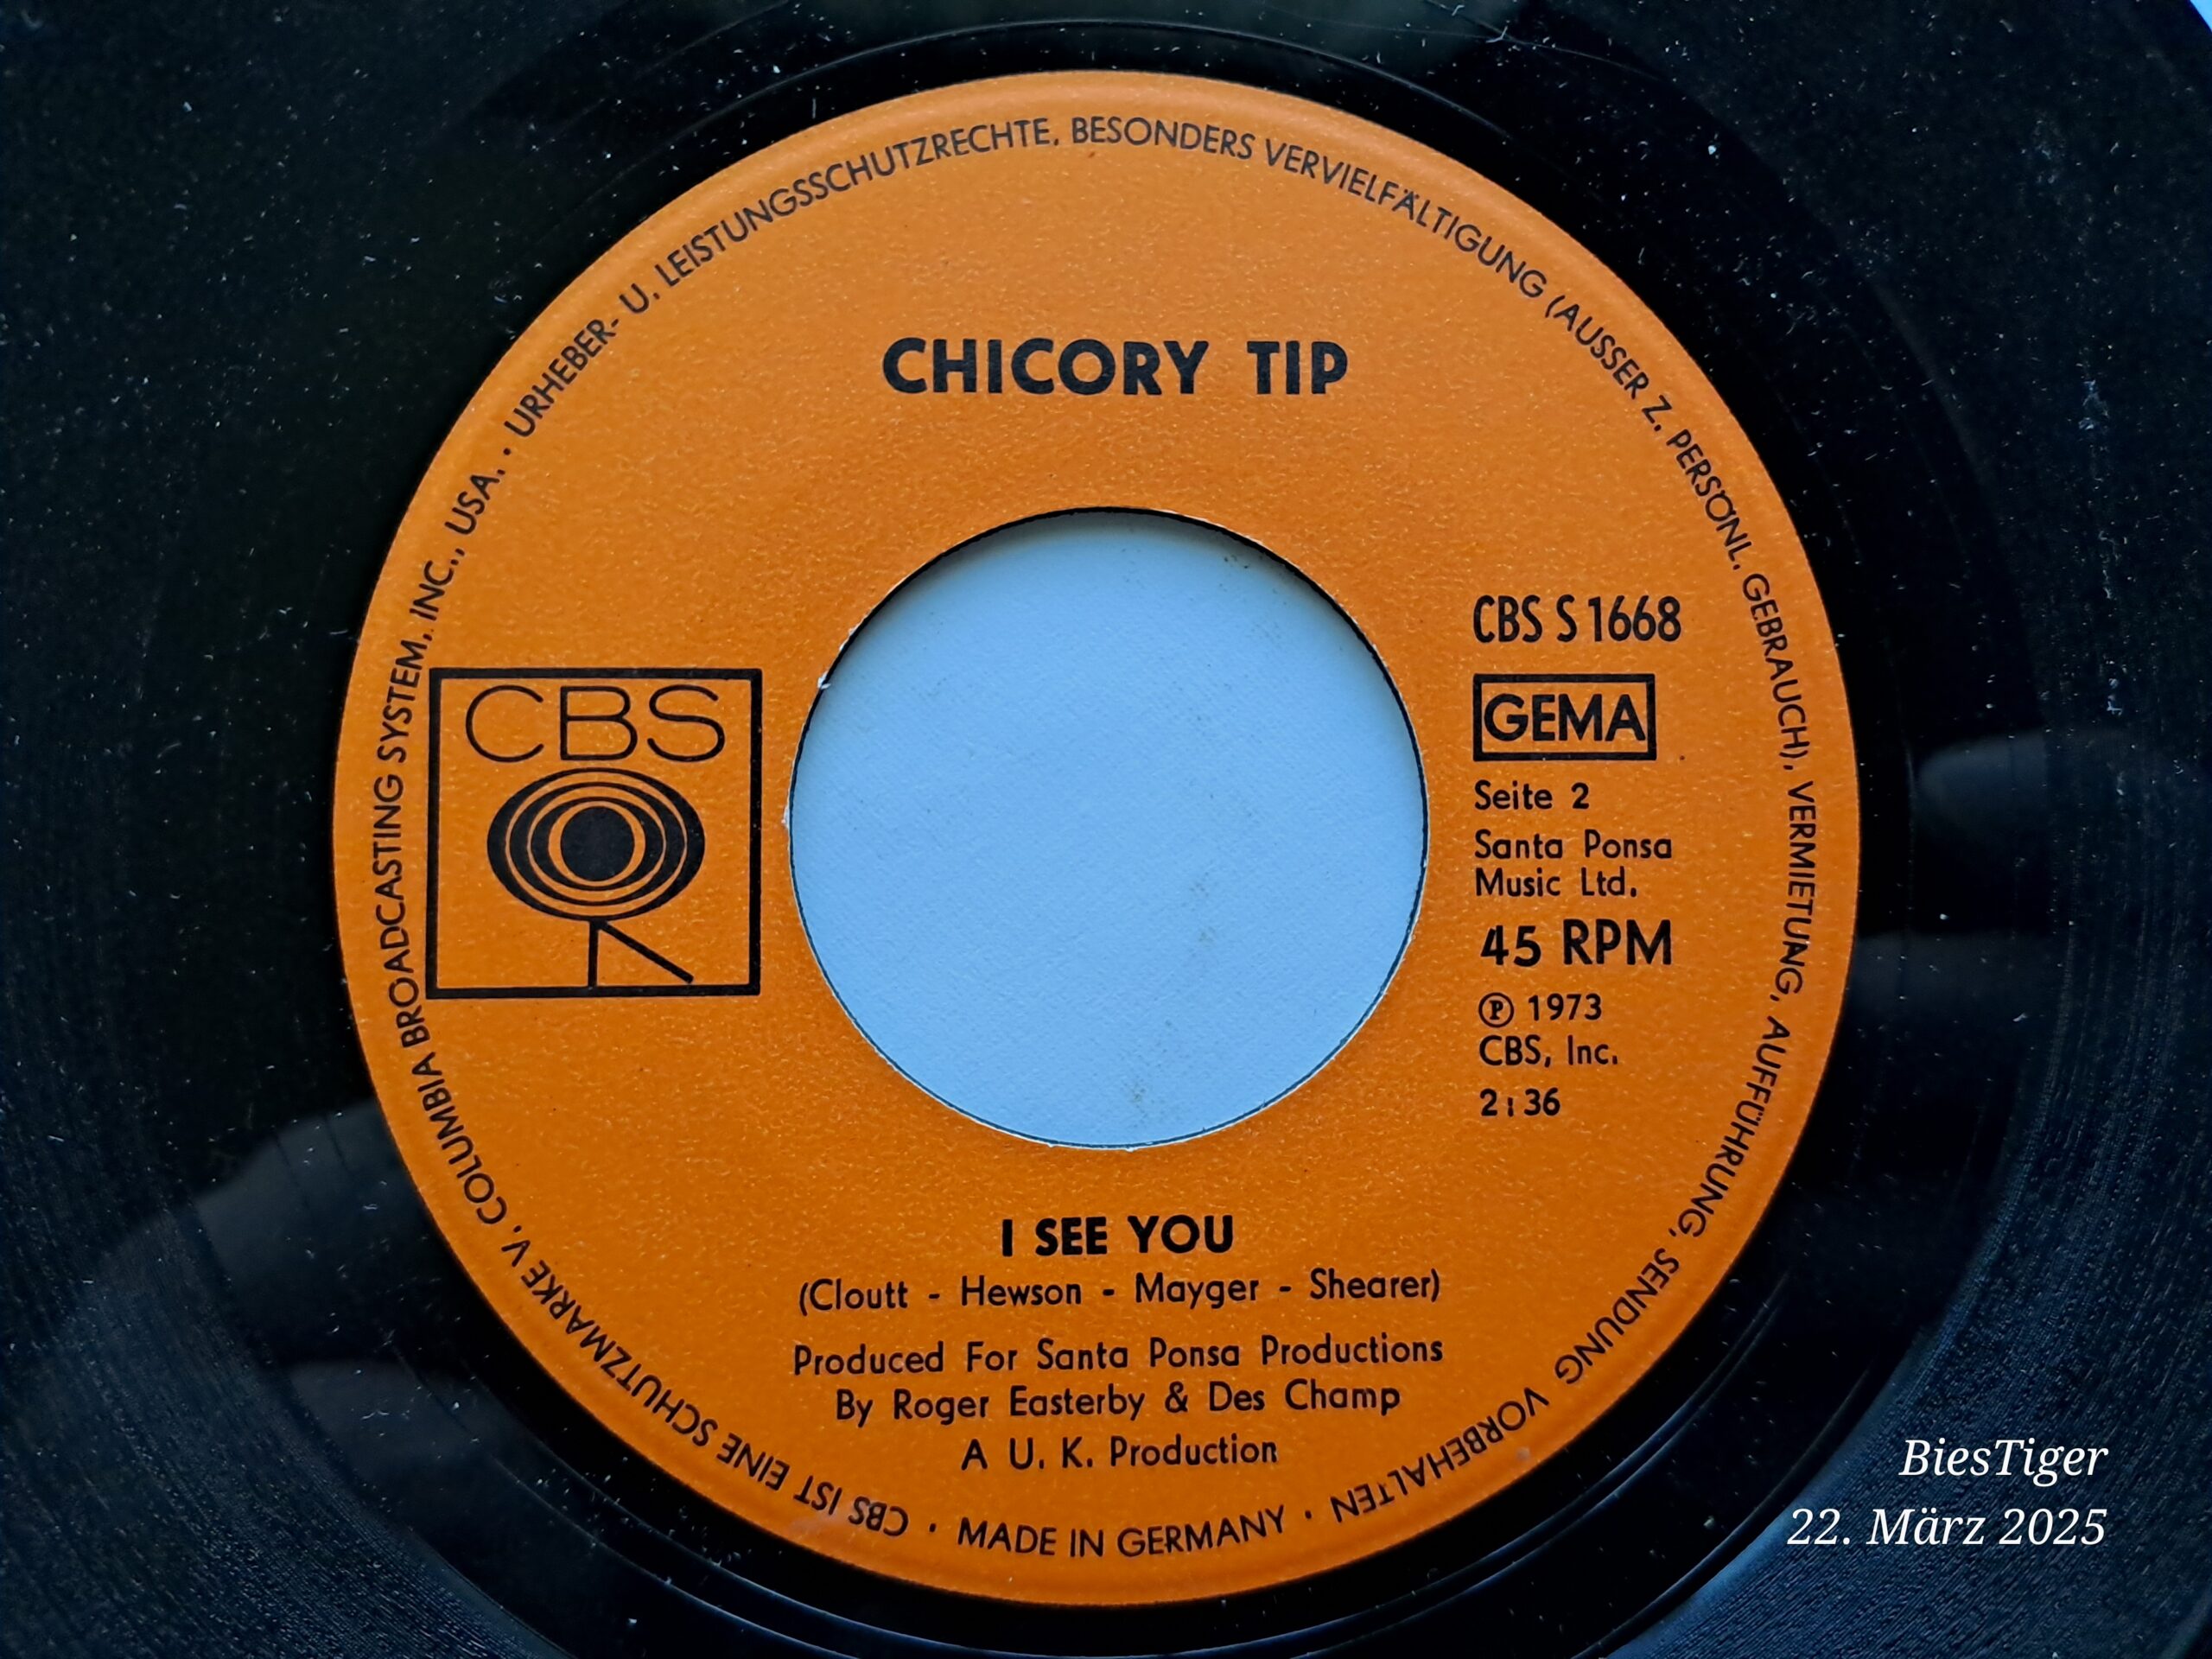 CHICORY TIP
CBS
CBS S 1668
GEMA
Seite 2
Santa Ponsa
Music Ltd.
45 RPM
℗ 1973
CBS, Inc.
2:36
I SEE YOU
(Cloutt - Hewson - Mayger - Shearer)
Produced For Santa Ponsa Productions
By Roger Easterby & Des Champ
A U. K. Production
CBS IST EINE SCHUTZMARKE V. COLUMBIA BROADCASTING SYSTEM, INC., USA. · URHEBER- U. LEISTUNGSSCHUTZRECHTE, BESONDERS VERVIELFÄLTIGUNG (AUSSER Z. PERSÖNL. GEBRAUCH), VERMIETUNG, AUFFÜHRUNG, SENDUNG VORBEHALTEN · MADE IN GERMANY ·
BiesTiger
22. März 2025